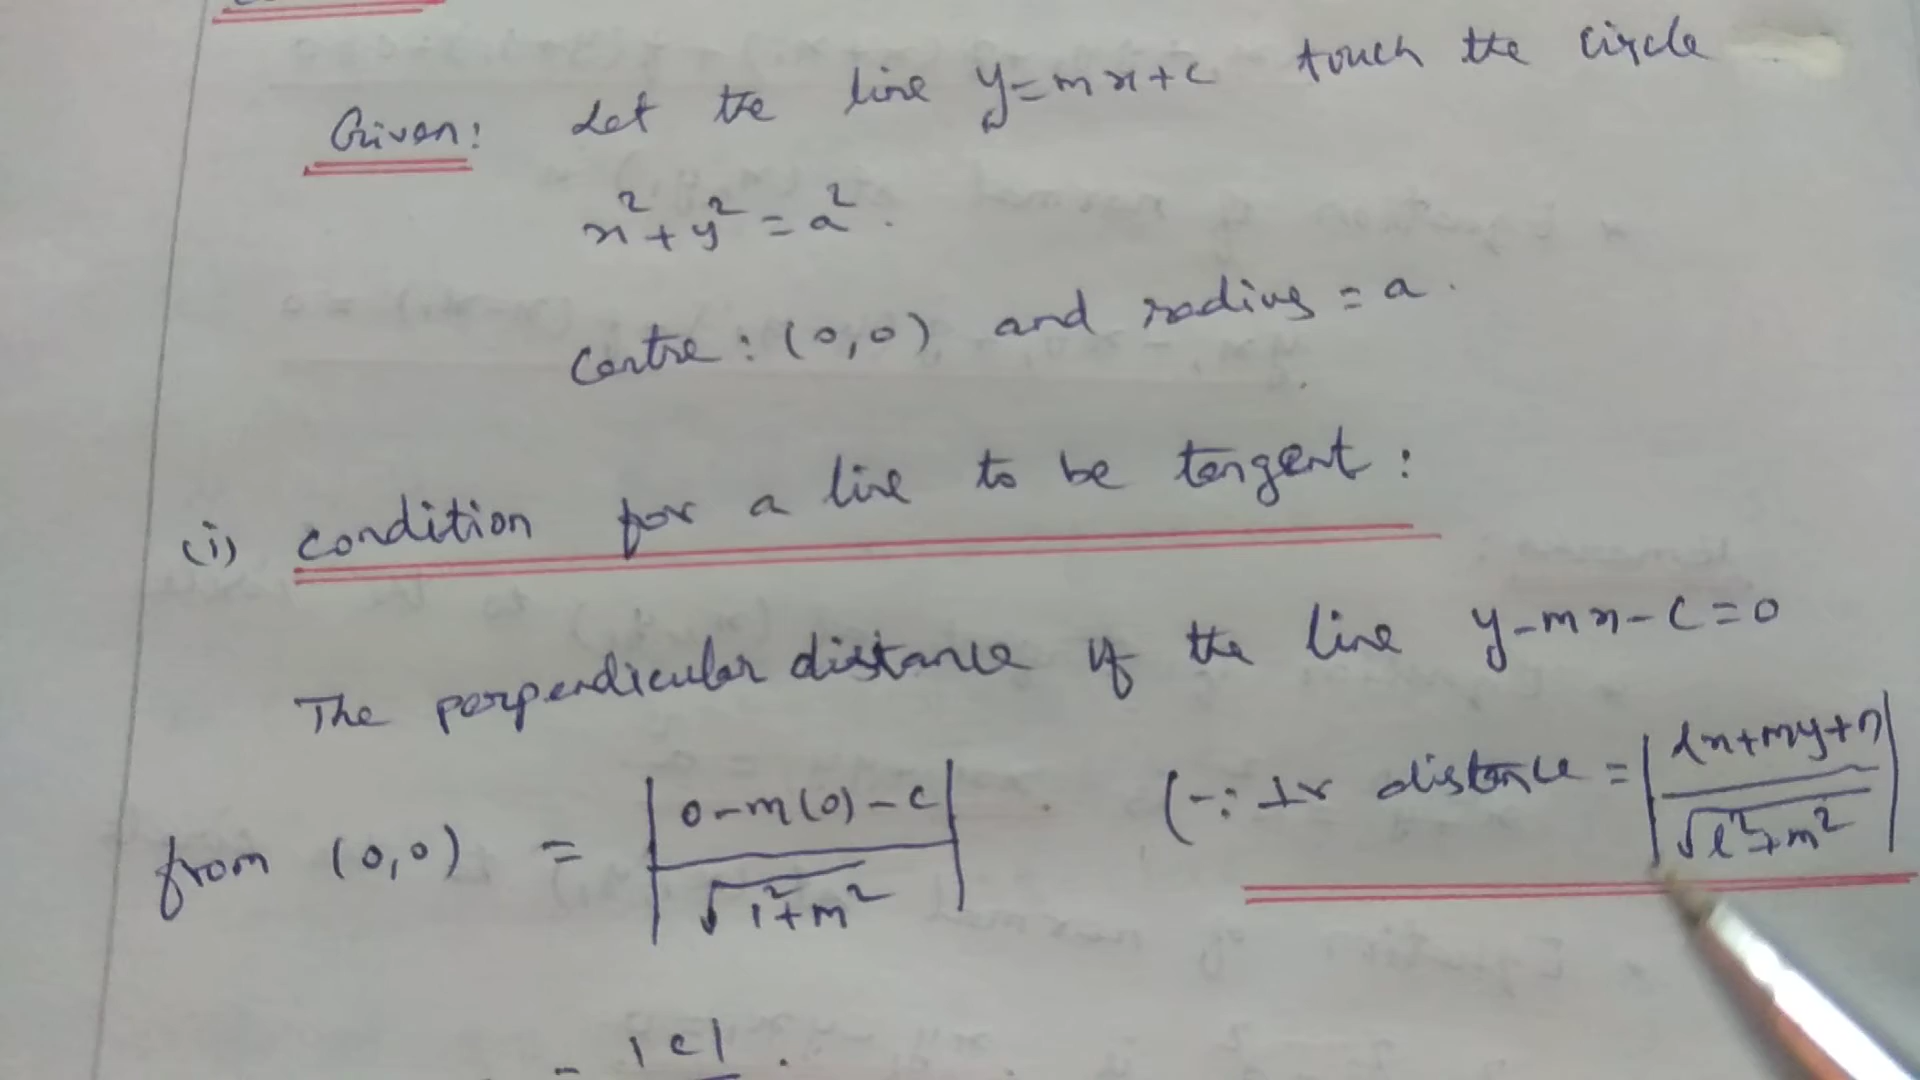 Given: Let the line y=mx+c touch the circle
x²+y²=a².
Centre: (0,0) and radius = a.
(i) condition for a line to be tangent:
The perpendicular distance of the line y-mx-c=0
from (0,0) = |0-m(0)-c / √1²+m²| (∵ ⊥r distance = |lx+my+n / √l²+m²|
= |c|